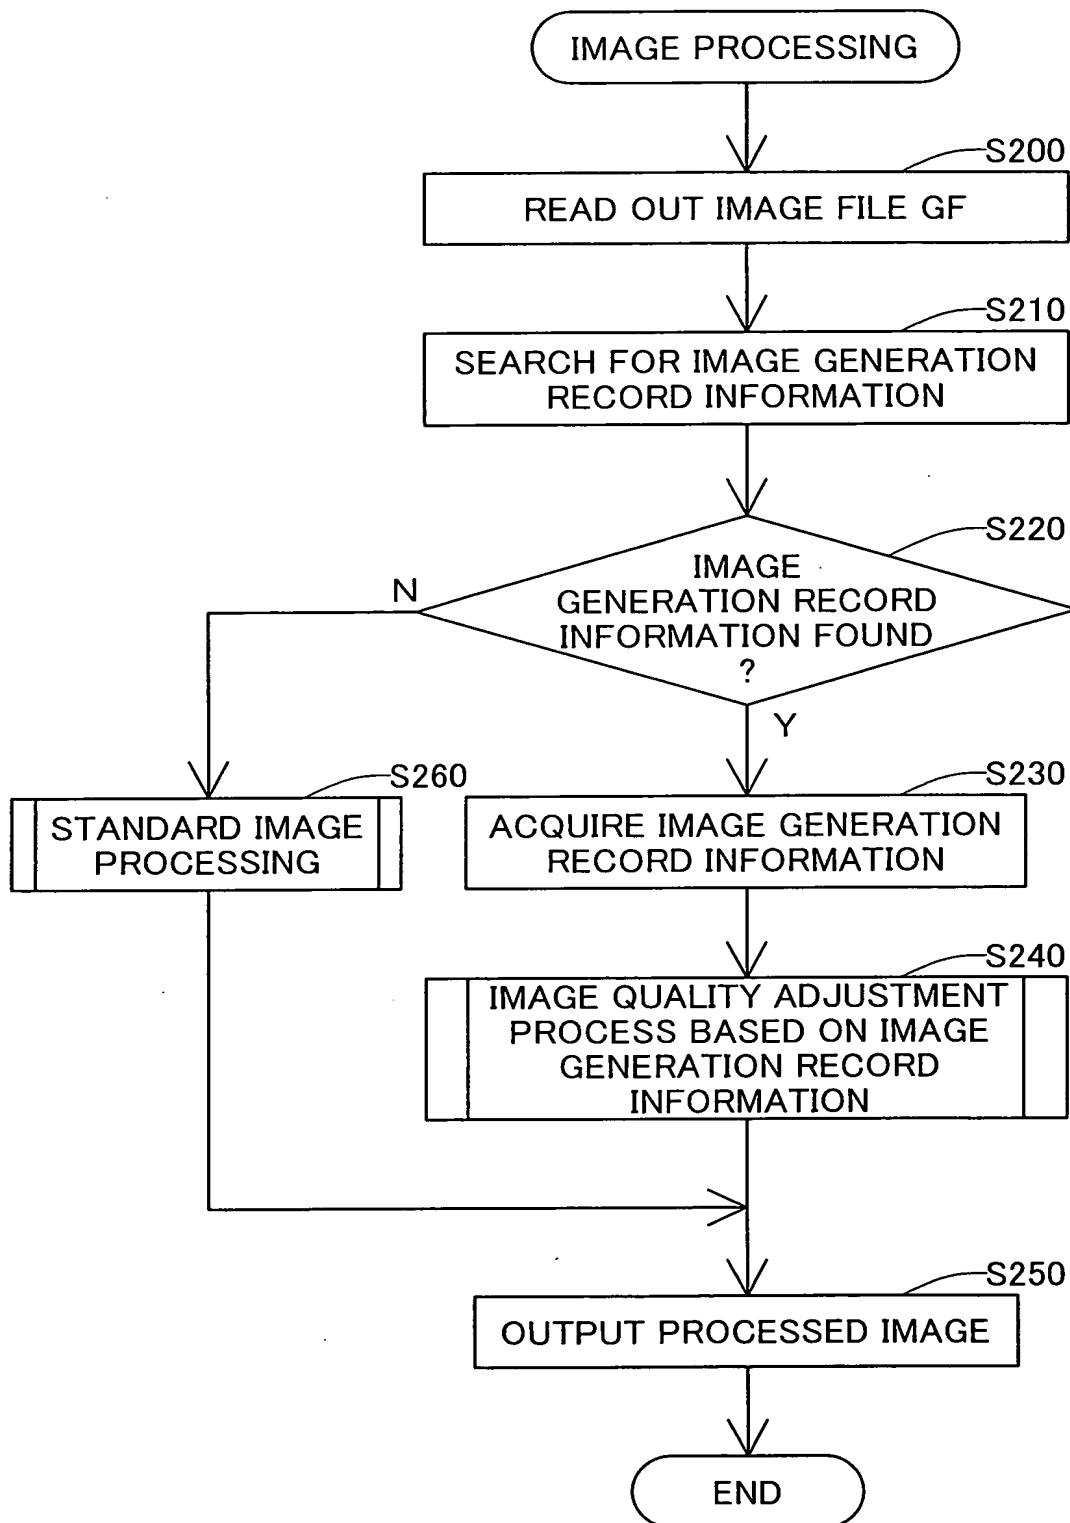 IMAGE PROCESSING
S200
READ OUT IMAGE FILE GF
S210
SEARCH FOR IMAGE GENERATION
RECORD INFORMATION
S220
IMAGE
GENERATION RECORD
INFORMATION FOUND
?
N
Y
S260
STANDARD IMAGE
PROCESSING
S230
ACQUIRE IMAGE GENERATION
RECORD INFORMATION
S240
IMAGE QUALITY ADJUSTMENT
PROCESS BASED ON IMAGE
GENERATION RECORD
INFORMATION
S250
OUTPUT PROCESSED IMAGE
END